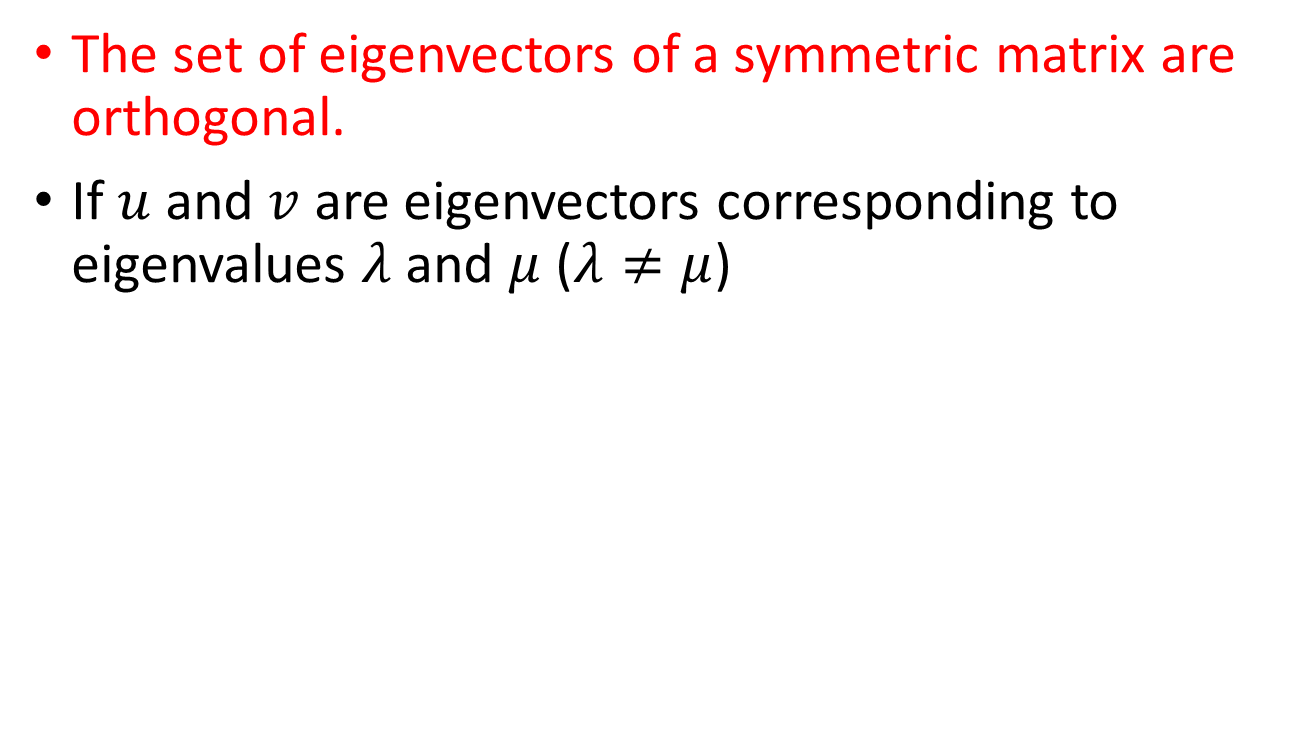 • The set of eigenvectors of a symmetric matrix are
orthogonal.
• If 𝑢 and 𝑣 are eigenvectors corresponding to
eigenvalues 𝜆 and 𝜇 (𝜆 ≠ 𝜇)